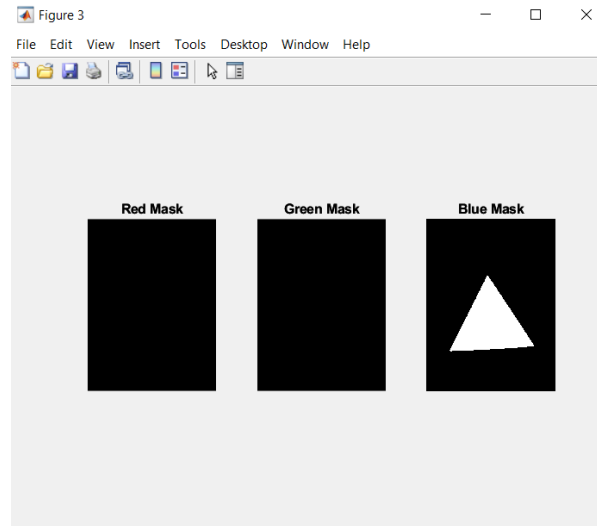 Figure 3
File Edit View Insert Tools Desktop Window Help
Red Mask Green Mask Blue Mask